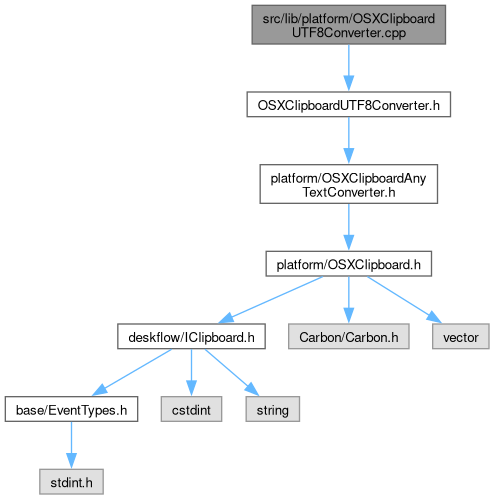 src/lib/platform/OSXClipboard
UTF8Converter.cpp
OSXClipboardUTF8Converter.h
platform/OSXClipboardAny
TextConverter.h
platform/OSXClipboard.h
deskflow/IClipboard.h
Carbon/Carbon.h
vector
base/EventTypes.h
cstdint
string
stdint.h